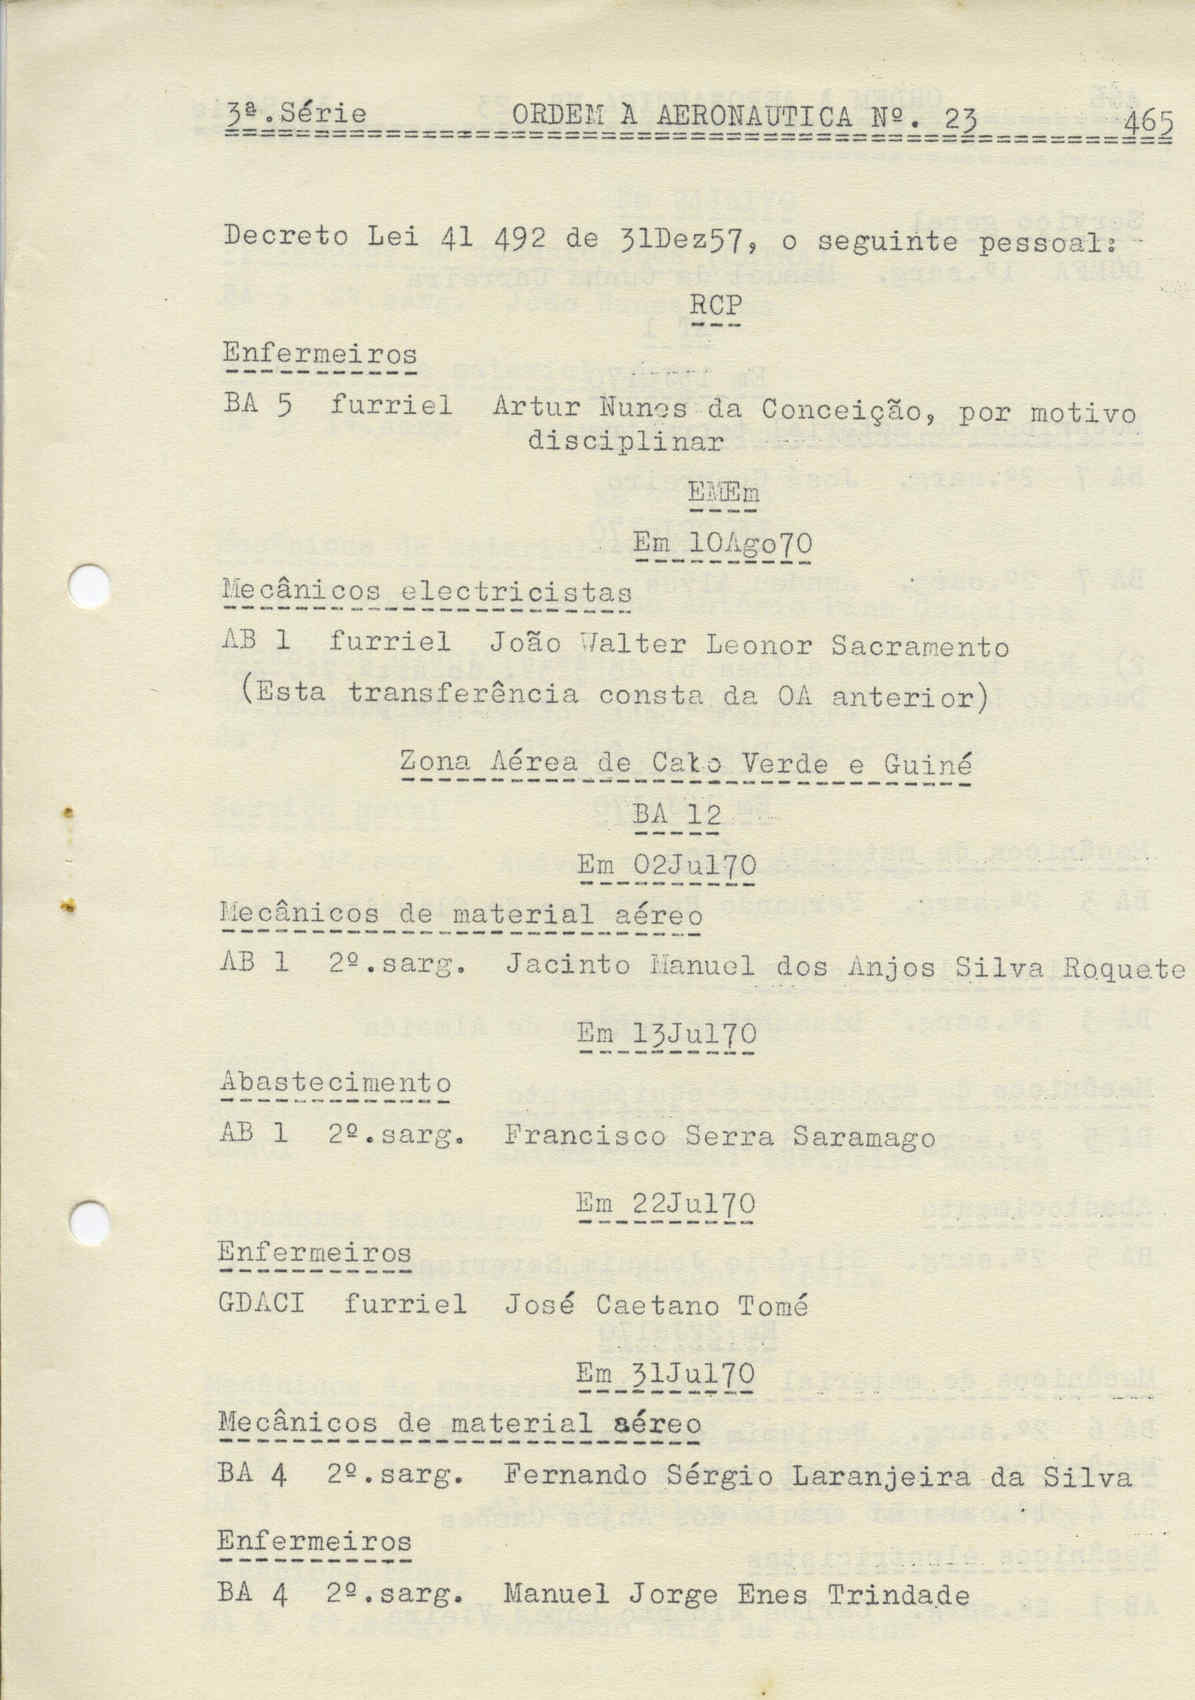 3ª.Série ORDEM À AERONAUTICA Nº. 23 465
Decreto Lei 41 492 de 31Dez57, o seguinte pessoal:
RCP
Enfermeiros
BA 5 furriel Artur Nunes da Conceição, por motivo
disciplinar
EMEm
Em 10Ago70
Mecânicos electricistas
AB 1 furriel João Walter Leonor Sacramento
(Esta transferência consta da OA anterior)
Zona Aérea de Cabo Verde e Guiné
BA 12
Em 02Jul70
Mecânicos de material aéreo
AB 1 2º.sarg. Jacinto Manuel dos Anjos Silva Roquete
Em 13Jul70
Abastecimento
AB 1 2º.sarg. Francisco Serra Saramago
Em 22Jul70
Enfermeiros
GDACI furriel José Caetano Tomé
Em 31Jul70
Mecânicos de material aéreo
BA 4 2º.sarg. Fernando Sérgio Laranjeira da Silva
Enfermeiros
BA 4 2º.sarg. Manuel Jorge Enes Trindade